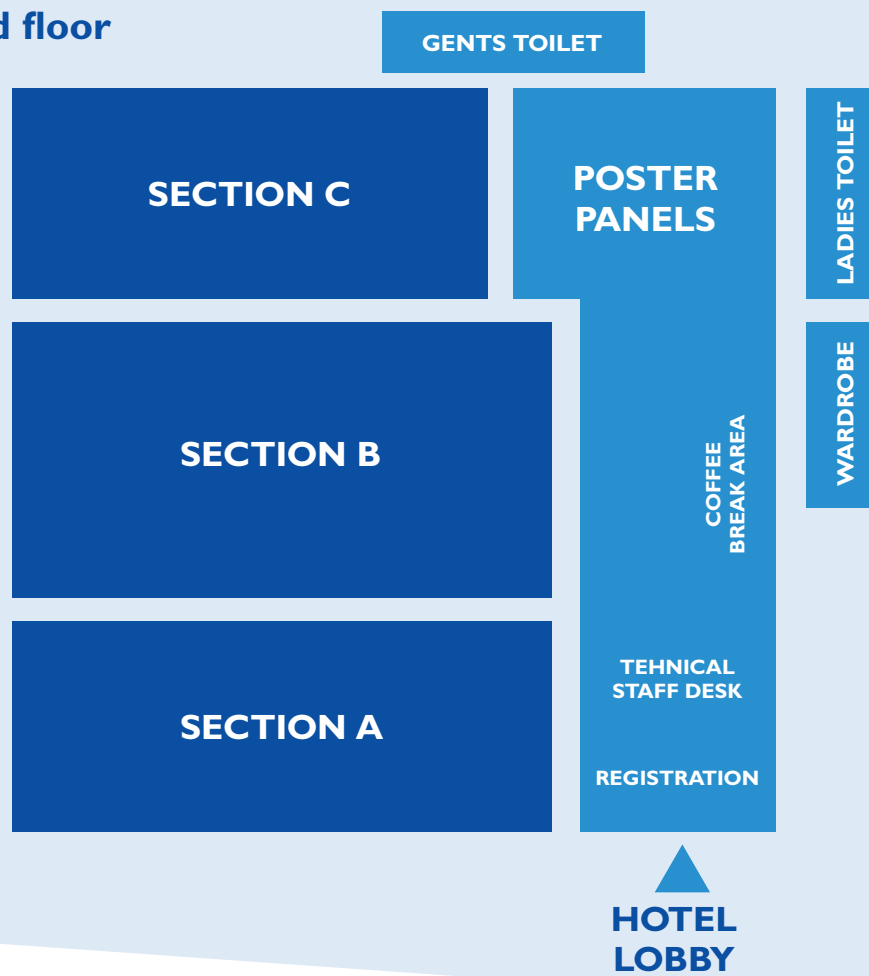 floor
GENTS TOILET
SECTION C
POSTER
PANELS
LADIES TOILET
SECTION B
COFFEE
BREAK AREA
WARDROBE
SECTION A
TEHNICAL
STAFF DESK
REGISTRATION
HOTEL
LOBBY